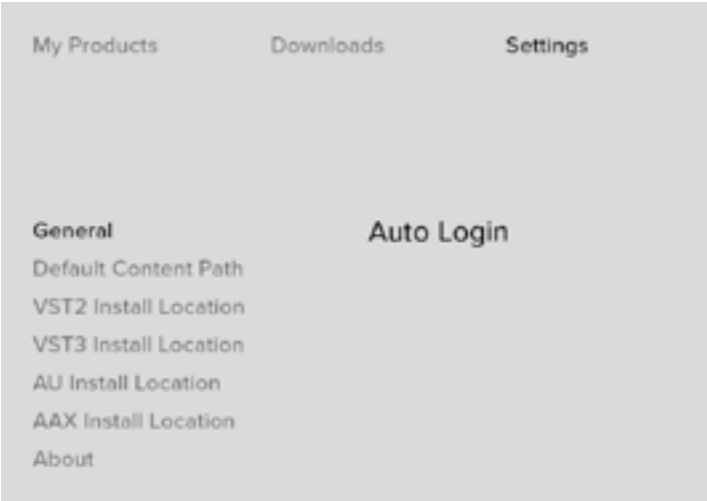 My Products Downloads Settings
General Auto Login
Default Content Path
VST2 Install Location
VST3 Install Location
AU Install Location
AAX Install Location
About